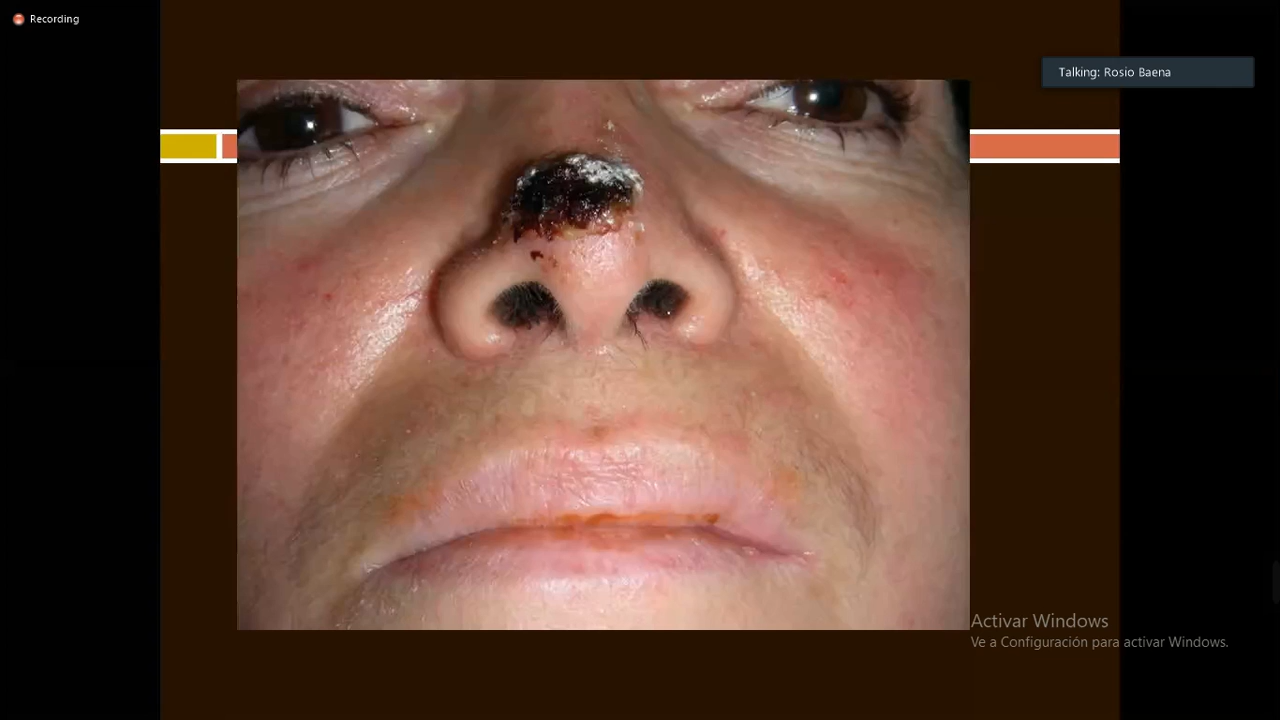 Recording
Talking: Rosio Baena
Activar Windows
Ve a Configuración para activar Windows.